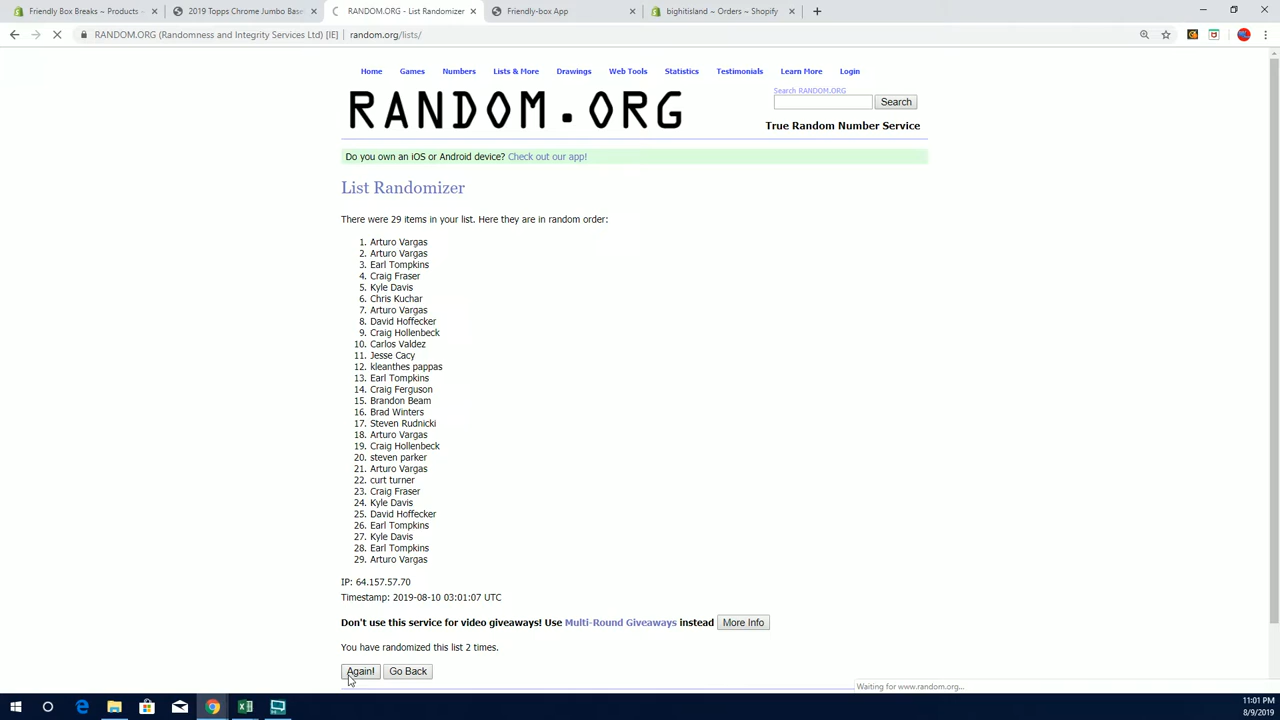 Friendly Box Breaks ~ Products ~
2019 Topps Chrome Jumbo Base
RANDOM.ORG - List Randomizer
Friendly-box App
bightisland ~ Orders ~ Shopify
RANDOM.ORG (Randomness and Integrity Services Ltd) [IE] | random.org/lists/
Home Games Numbers Lists & More Drawings Web Tools Statistics Testimonials Learn More Login
RANDOM.ORG
Search RANDOM.ORG
Search
True Random Number Service
Do you own an iOS or Android device? Check out our app!
List Randomizer
There were 29 items in your list. Here they are in random order:
1. Arturo Vargas
2. Arturo Vargas
3. Earl Tompkins
4. Craig Fraser
5. Kyle Davis
6. Chris Kuchar
7. Arturo Vargas
8. David Hoffecker
9. Craig Hollenbeck
10. Carlos Valdez
11. Jesse Cacy
12. kleanthes pappas
13. Earl Tompkins
14. Craig Ferguson
15. Brandon Beam
16. Brad Winters
17. Steven Rudnicki
18. Arturo Vargas
19. Craig Hollenbeck
20. steven parker
21. Arturo Vargas
22. curt turner
23. Craig Fraser
24. Kyle Davis
25. David Hoffecker
26. Earl Tompkins
27. Kyle Davis
28. Earl Tompkins
29. Arturo Vargas
IP: 64.157.57.70
Timestamp: 2019-08-10 03:01:07 UTC
Don't use this service for video giveaways! Use Multi-Round Giveaways instead More Info
You have randomized this list 2 times.
Again! Go Back
Waiting for www.random.org...
11:01 PM
8/9/2019